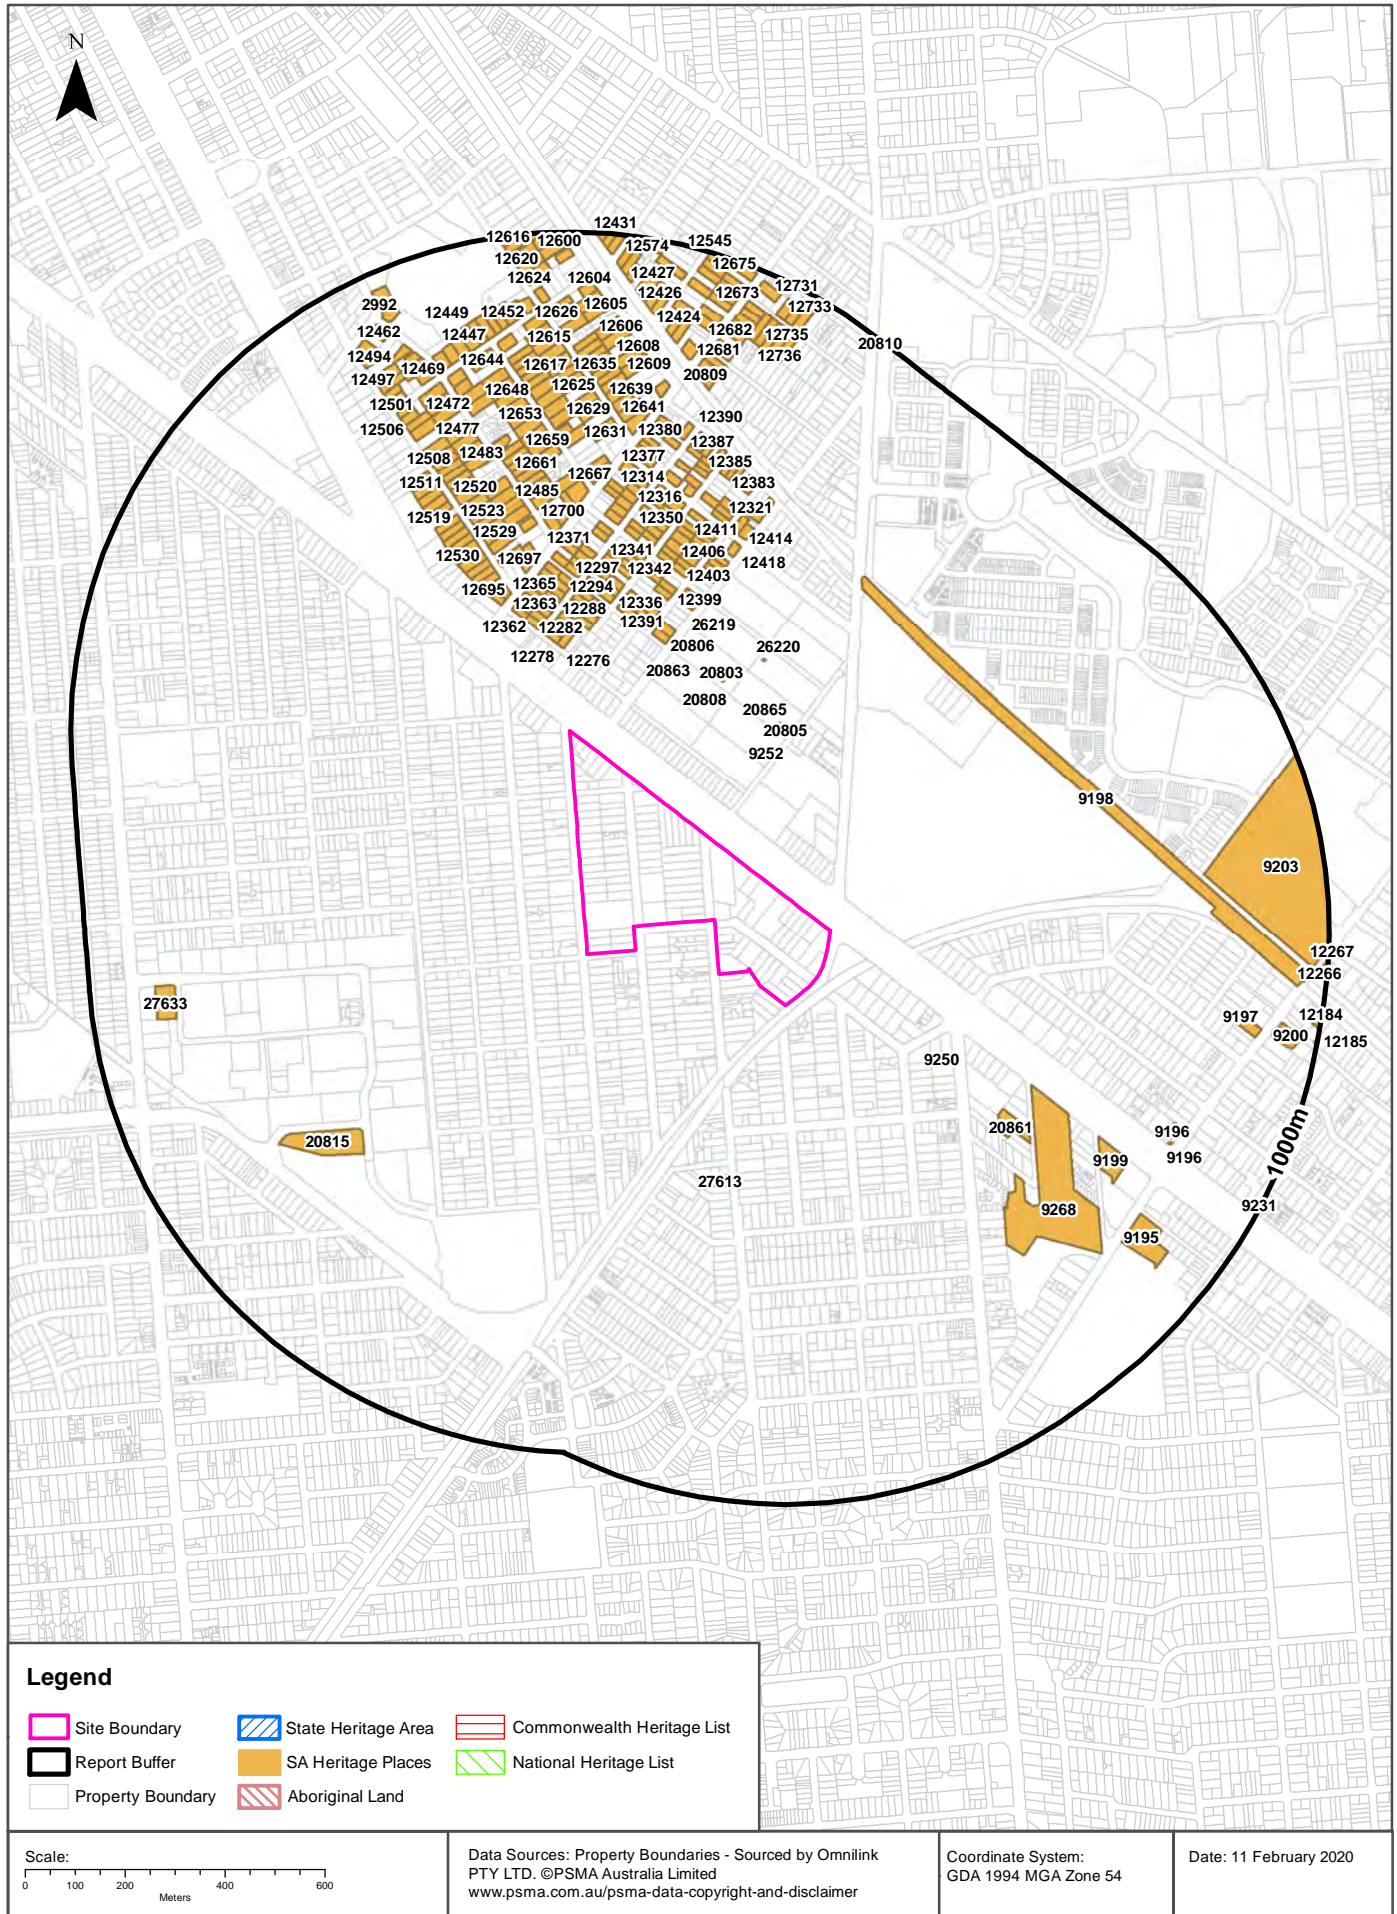 N
12431
12616 12600
12574 12545
12620
12675
12624 12604 12427
12731
2992 12426 12673
12449 12452 12626 12605 12733
12424
12462 12447 12615 12606 12682 12735
20810
12494 12644 12608 12681 12736
12469 12617 12635 12609
12497 20809
12648 12625 12639
12501 12472
12653 12629 12641 12390
12506 12477 12631 12380
12659 12387
12508 12483 12377
12661 12385
12511 12667 12314 12383
12520 12485 12316
12519 12523 12700 12350 12321
12529 12371 12411 12414
12530 12341 12406
12697 12297 12342 12418
12365 12403
12695 12294
12363 12288 12336 12399
12362 12282 12391 26219
20806 26220
12278 12276
20863 20803
20808 20865
20805
9252
9198
9203
12267
12266
27633
9197 12184
9200 12185
9250
20861
20815 9196
9199 9196
1000m
27613
9268 9231
9195
Legend
Site Boundary
State Heritage Area
Commonwealth Heritage List
Report Buffer
SA Heritage Places
National Heritage List
Property Boundary
Aboriginal Land
Scale:
0 100 200 400 600
Meters
Data Sources: Property Boundaries - Sourced by Omnilink
PTY LTD. ©PSMA Australia Limited
www.psma.com.au/psma-data-copyright-and-disclaimer
Coordinate System:
GDA 1994 MGA Zone 54
Date: 11 February 2020